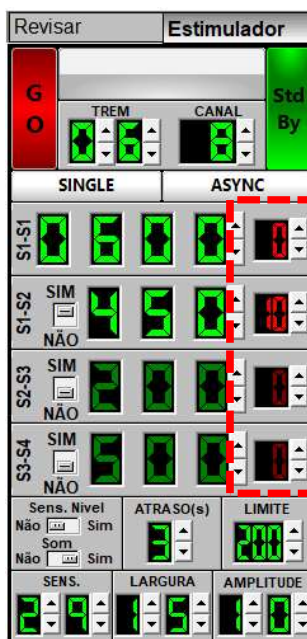 Revisar Estimulador
GO Std By
TREM CANAL
06 8
SINGLE ASYNC
S1-S1 0600 0
S1-S2 SIM NÃO 450 10
S2-S3 SIM NÃO 200 0
S3-S4 SIM NÃO 500 0
Sens. Nivel ATRASO(s) LIMITE
Não Sim
Som 3 200
Não Sim
SENS. LARGURA AMPLITUDE
29 15 10